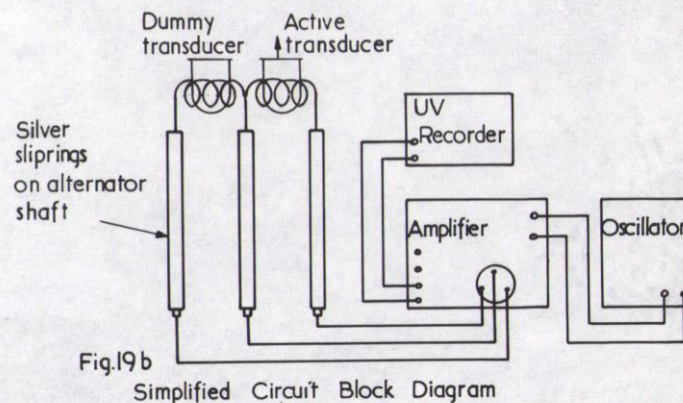 Dummy
transducer
Active
transducer
Silver
sliprings
on alternator
shaft
UV
Recorder
Amplifier
Oscillator
Fig.19b
Simplified Circuit Block Diagram